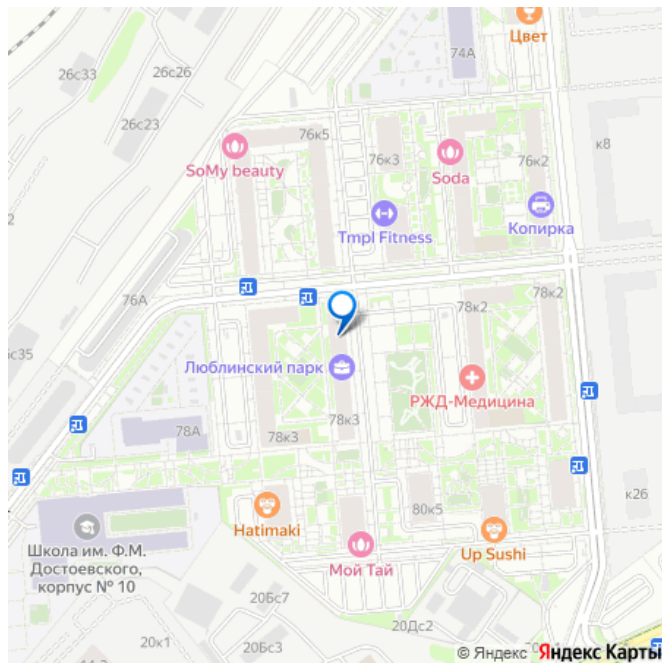 Цвет
26с33
26с26
74А
26с23
76к5
к8
SoMy beauty
76к3
Soda
76к2
Tmpl Fitness
Копирка
76А
78к2
78к2
с35
Люблинский парк
РЖД-Медицина
78А
78к3
78к3
80к5
к26
Hatimaki
Школа им. Ф.М.
Достоевского,
корпус № 10
Мой Тай
Up Sushi
20Бс7
20Дс2
20к1
20Бс3
© Яндекс Яндекс Карты